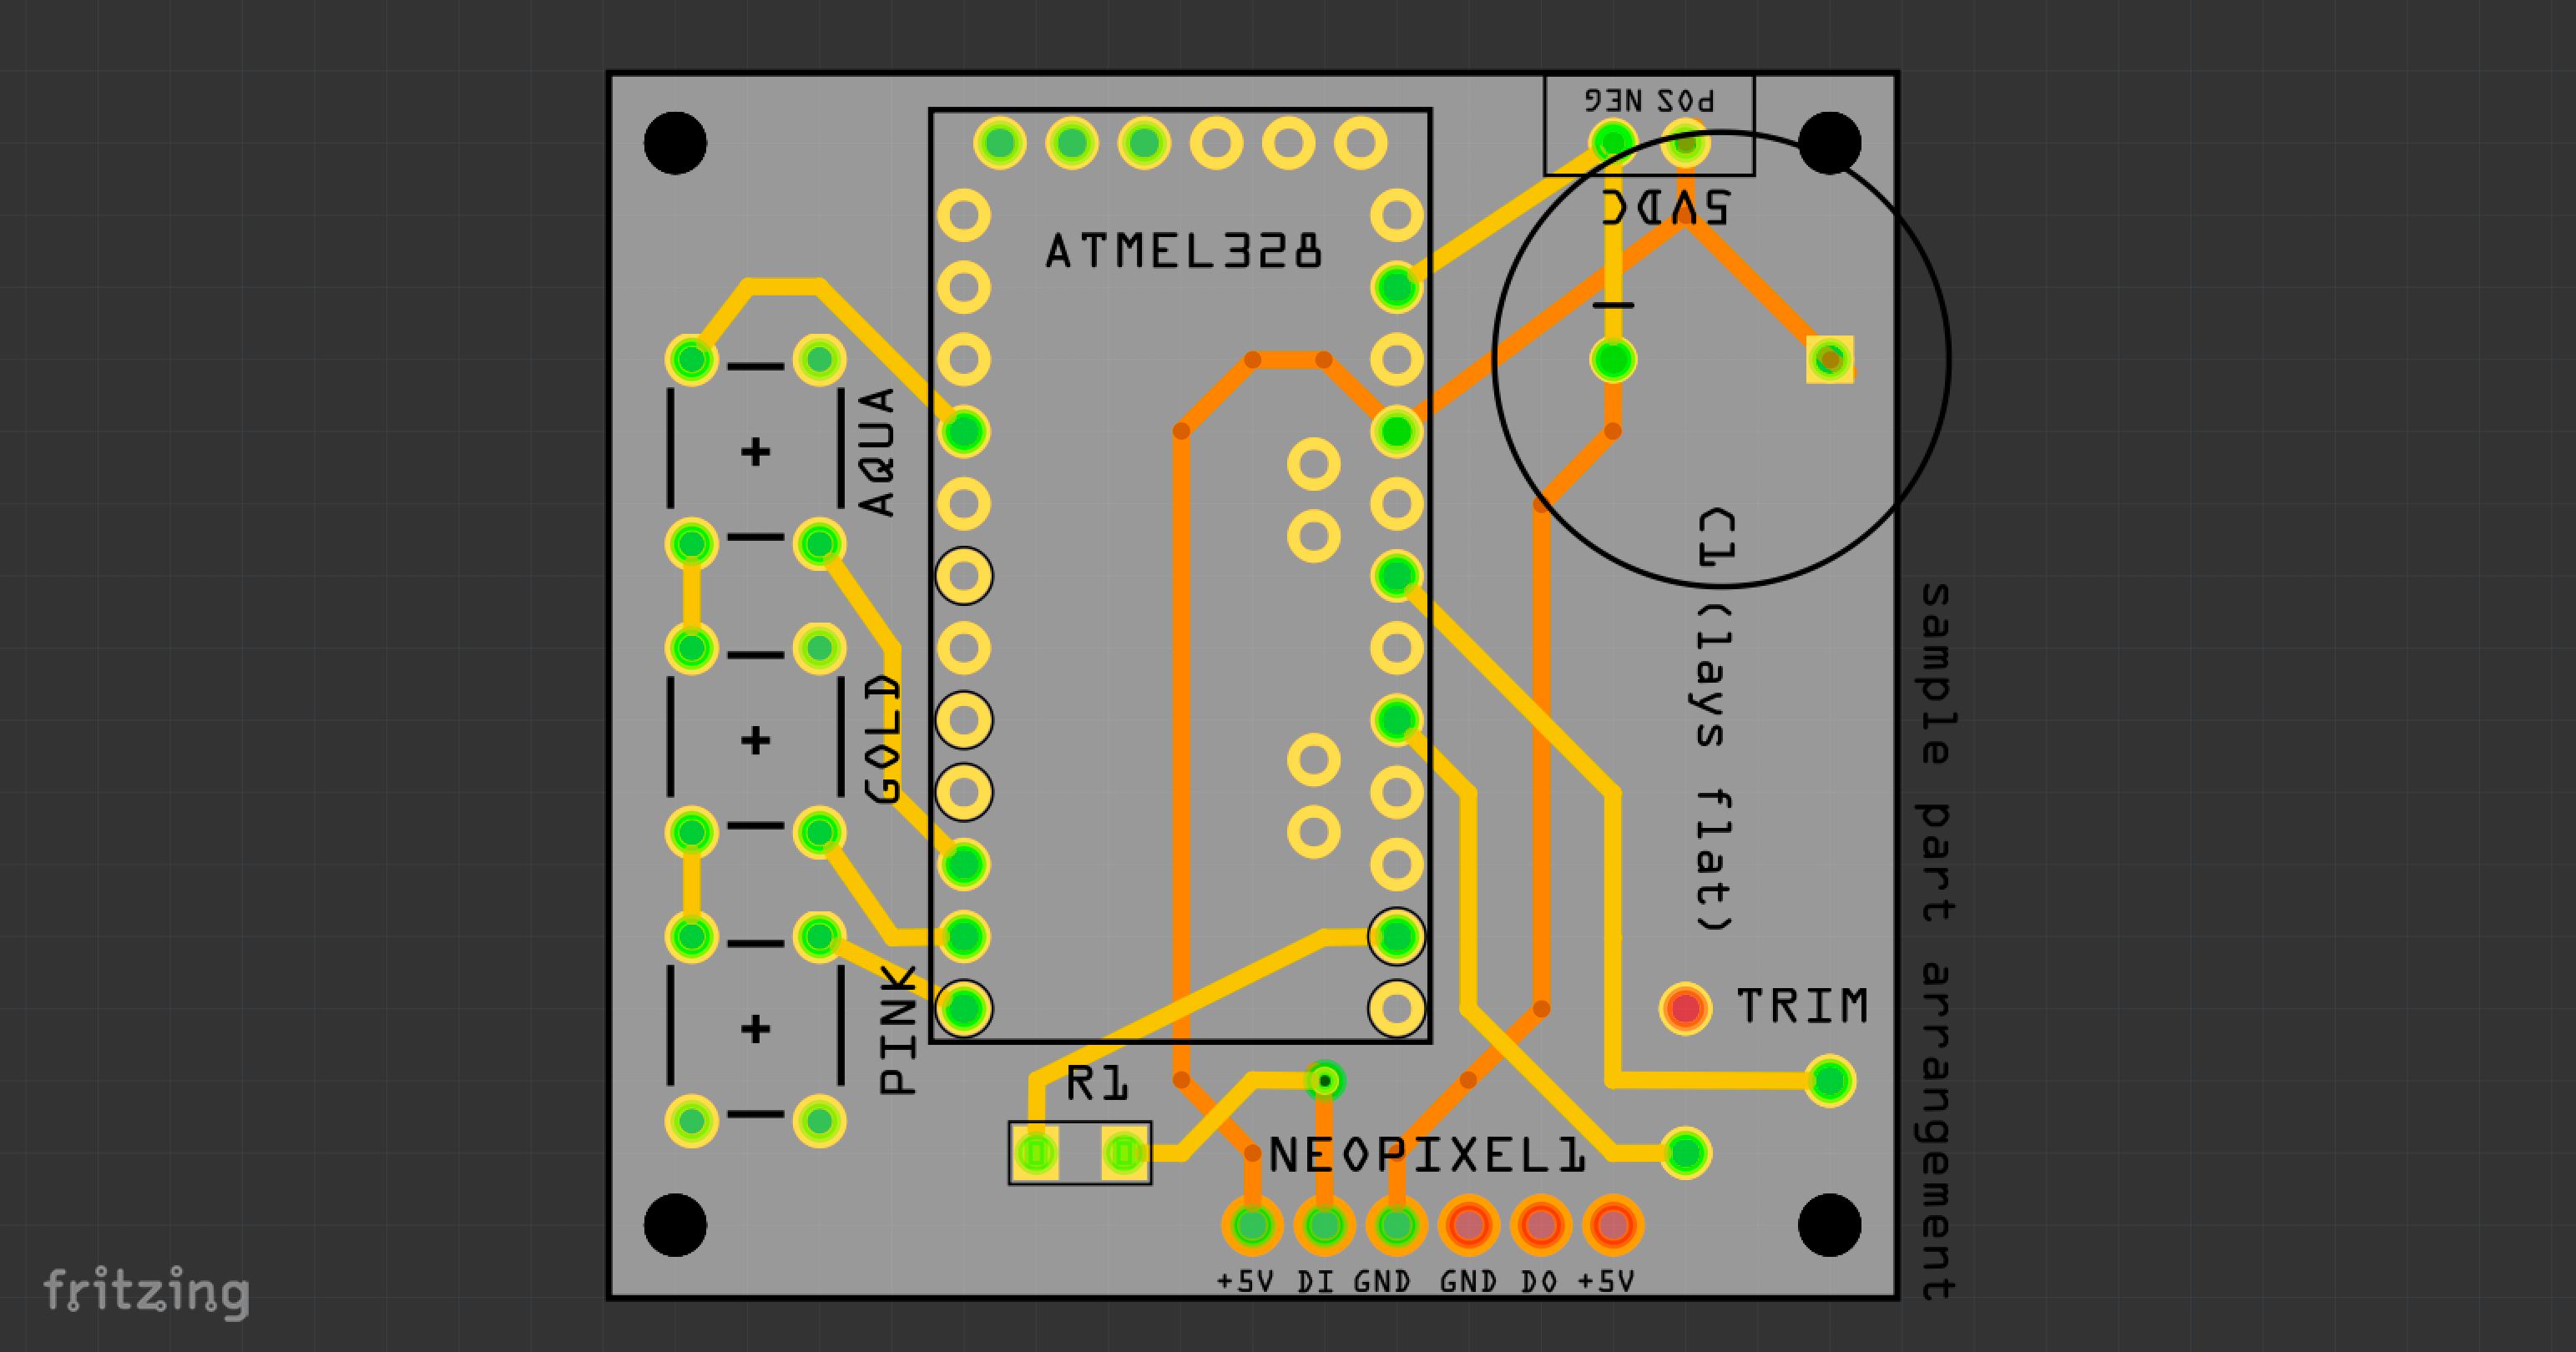 NEG POS
5VDC
ATMEL328
AQUA
GOLD
PINK
C1 (lays flat)
sample part arrangement
TRIM
R1
NEOPIXEL1
+5V DI GND GND DO +5V
fritzing